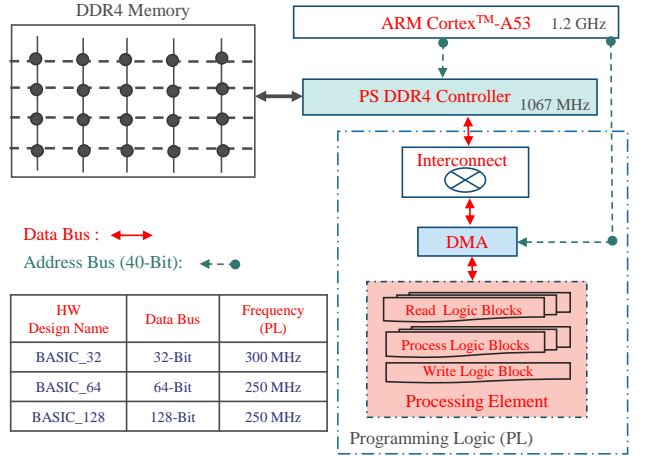 DDR4 Memory
ARM Cortex™-A53 1.2 GHz
PS DDR4 Controller
1067 MHz
Interconnect
Data Bus :
DMA
Address Bus (40-Bit):
HW Design Name Data Bus Frequency (PL)
BASIC_32 32-Bit 300 MHz
BASIC_64 64-Bit 250 MHz
BASIC_128 128-Bit 250 MHz
Read Logic Blocks
Process Logic Blocks
Write Logic Block
Processing Element
Programming Logic (PL)